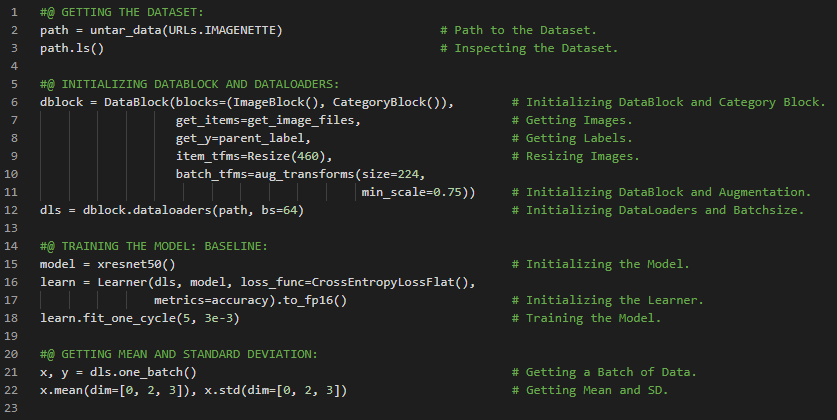 1 #@ GETTING THE DATASET:
2 path = untar_data(URLs.IMAGENETTE) # Path to the Dataset.
3 path.ls() # Inspecting the Dataset.
4
5 #@ INITIALIZING DATABLOCK AND DATALOADERS:
6 dblock = DataBlock(blocks=(ImageBlock(), CategoryBlock()), # Initializing DataBlock and Category Block.
7 get_items=get_image_files, # Getting Images.
8 get_y=parent_label, # Getting Labels.
9 item_tfms=Resize(460), # Resizing Images.
10 batch_tfms=aug_transforms(size=224,
11 min_scale=0.75)) # Initializing DataBlock and Augmentation.
12 dls = dblock.dataloaders(path, bs=64) # Initializing DataLoaders and Batchsize.
13
14 #@ TRAINING THE MODEL: BASELINE:
15 model = xresnet50() # Initializing the Model.
16 learn = Learner(dls, model, loss_func=CrossEntropyLossFlat(),
17 metrics=accuracy).to_fp16() # Initializing the Learner.
18 learn.fit_one_cycle(5, 3e-3) # Training the Model.
19
20 #@ GETTING MEAN AND STANDARD DEVIATION:
21 x, y = dls.one_batch() # Getting a Batch of Data.
22 x.mean(dim=[0, 2, 3]), x.std(dim=[0, 2, 3]) # Getting Mean and SD.
23